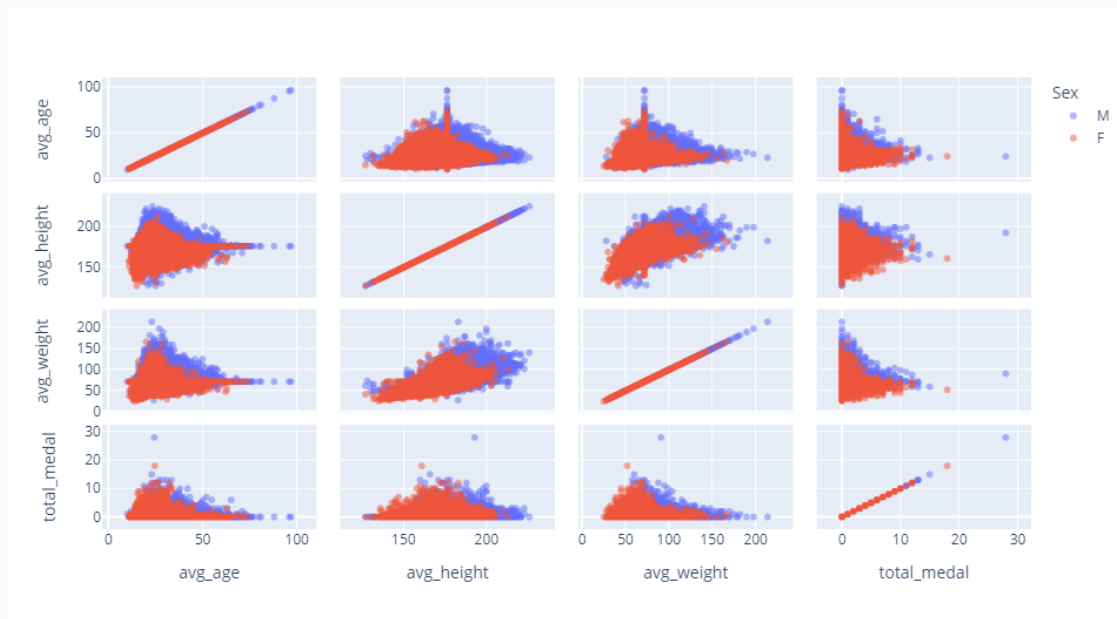 Sex
M
F
avg_age
100
50
0
avg_height
200
150
avg_weight
200
150
100
50
0
total_medal
30
20
10
0
0 50 100 150 200 0 50 100 150 200 0 10 20 30
avg_age avg_height avg_weight total_medal